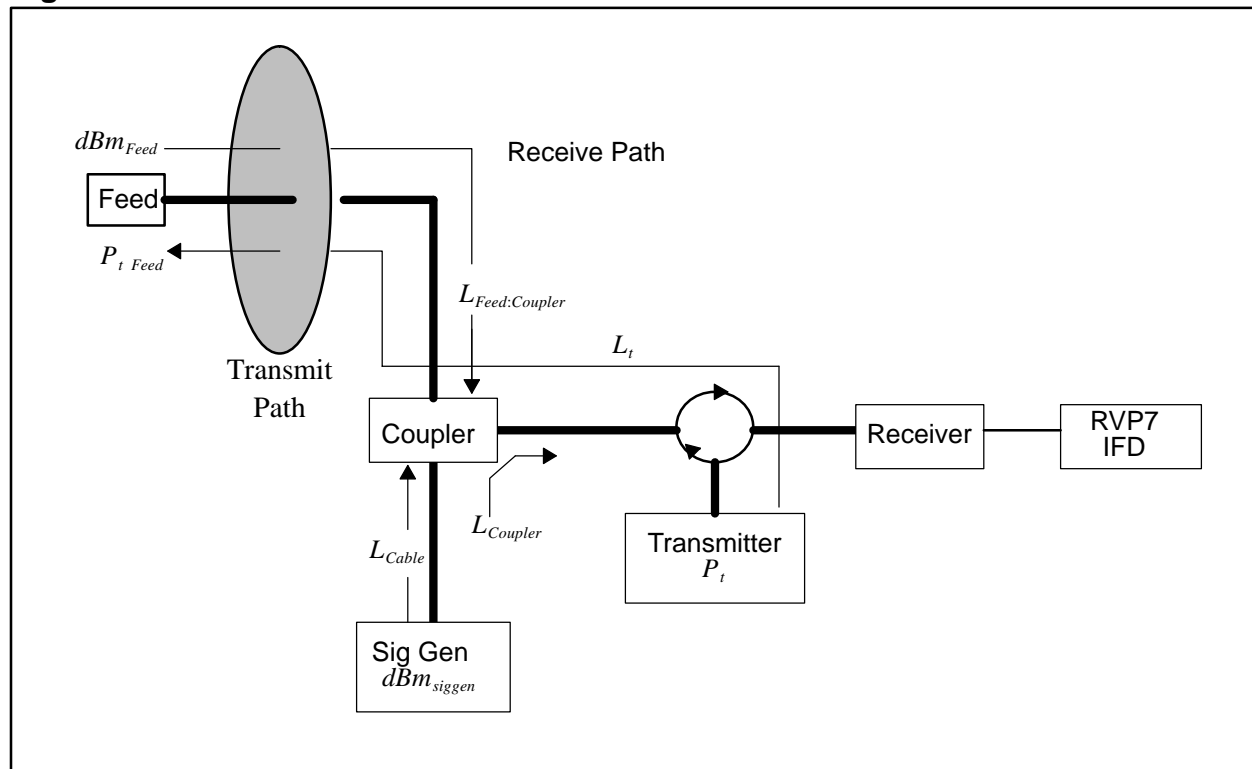 dBm_Feed
Receive Path
Feed
P_t Feed
L_Feed:Coupler
L_t
Transmit
Path
Coupler
Receiver
RVP7
IFD
L_Coupler
L_Cable
Transmitter
P_t
Sig Gen
dBm_siggen